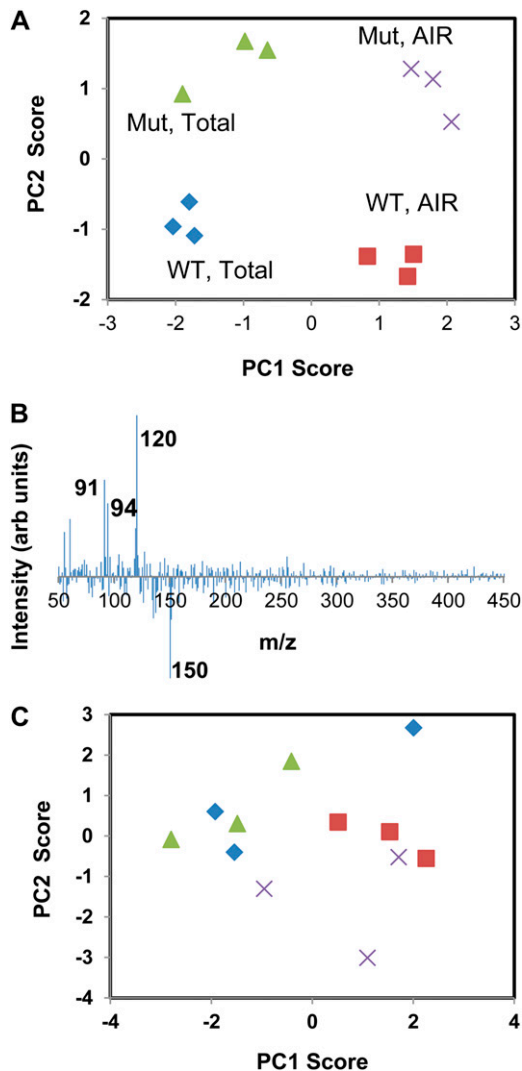 A
2
1
0
-1
-2
PC2 Score
Mut, AIR
Mut, Total
WT, AIR
WT, Total
-3 -2 -1 0 1 2 3
PC1 Score
B
Intensity (arb units)
120
91
94
50 100 150 200 250 300 350 400 450
m/z
150
C
3
2
1
0
-1
-2
-3
-4
PC2 Score
-4 -2 0 2 4
PC1 Score